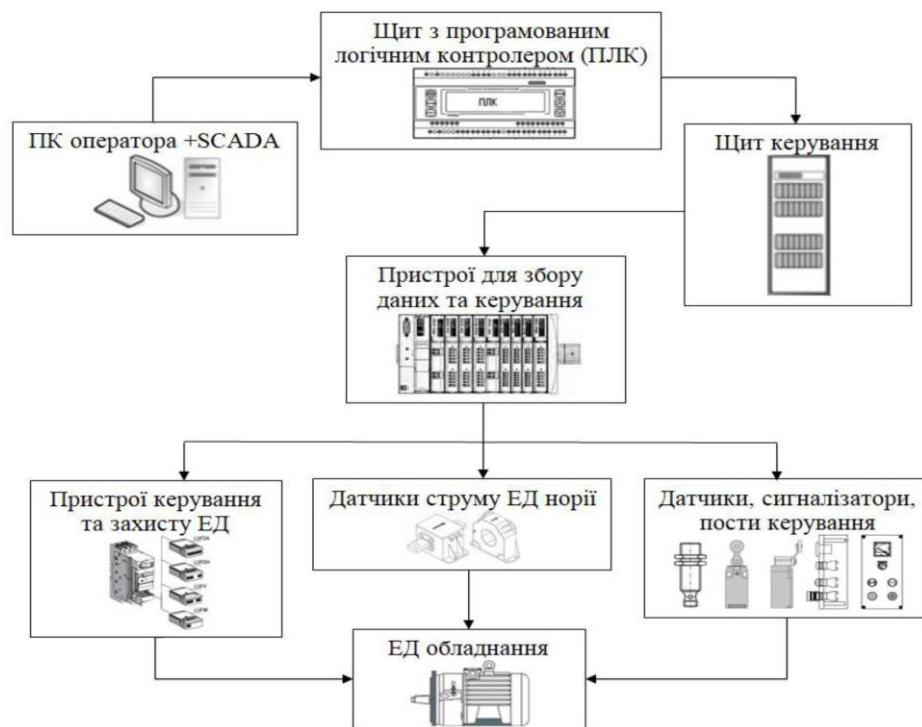 Щит з програмованим
логічним контролером (ПЛК)
ПЛК
ПК оператора +SCADA
Щит керування
Пристрої для збору
даних та керування
Пристрої керування
та захисту ЕД
Датчики струму ЕД норії
Датчики, сигналізатори,
пости керування
ЕД обладнання